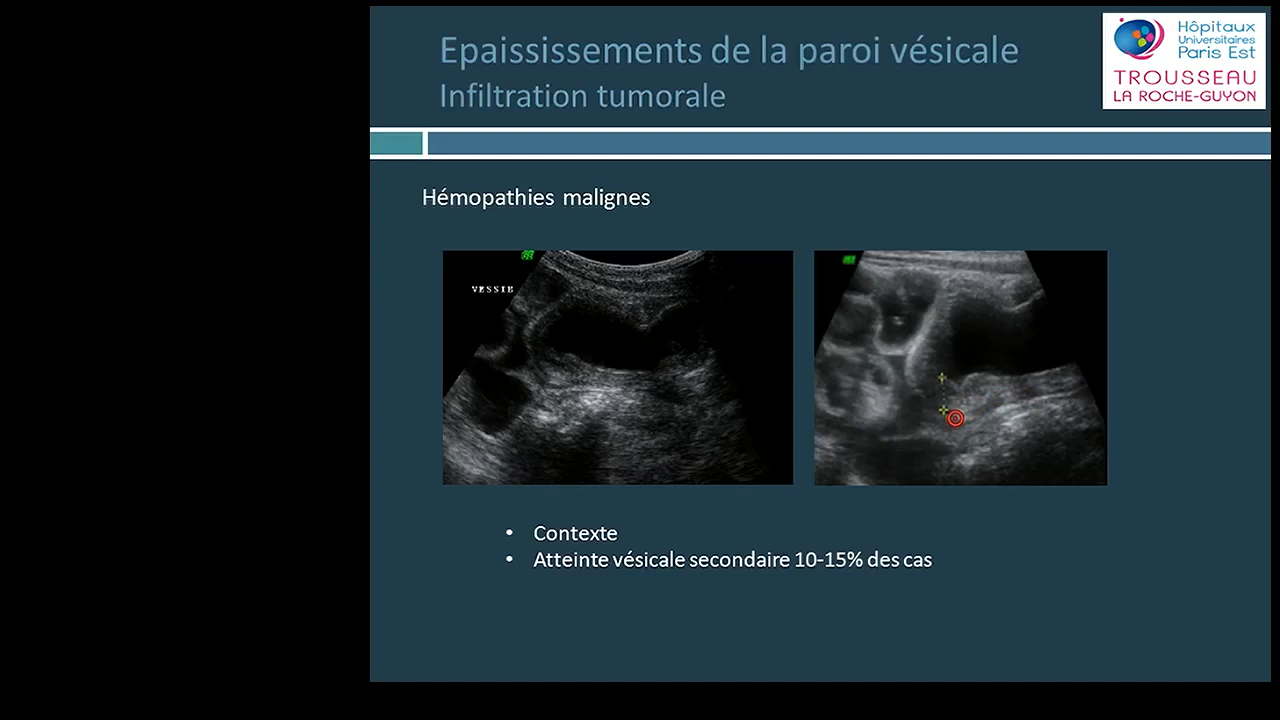 Epaississements de la paroi vésicale
Infiltration tumorale
Hôpitaux
Universitaires
Paris Est
TROUSSEAU
LA ROCHE-GUYON
Hémopathies malignes
VESSIE
• Contexte
• Atteinte vésicale secondaire 10-15% des cas